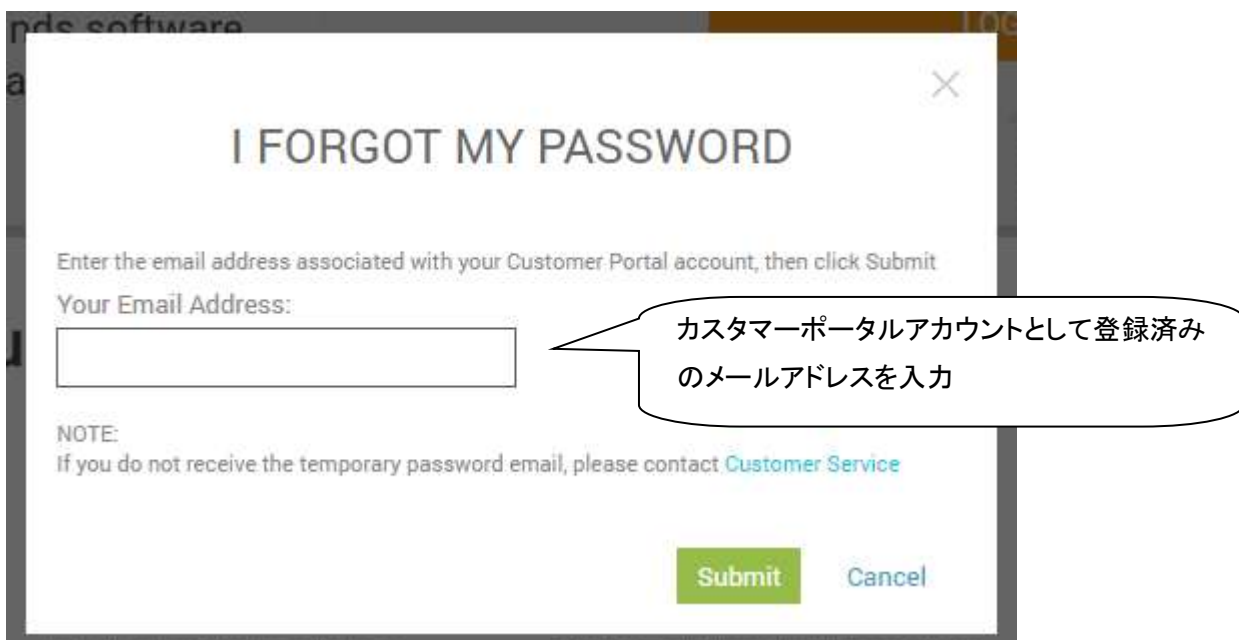 nds software
LOG
I FORGOT MY PASSWORD
Enter the email address associated with your Customer Portal account, then click Submit
Your Email Address:
カスタマーポータルアカウントとして登録済み
のメールアドレスを入力
NOTE:
If you do not receive the temporary password email, please contact Customer Service
Submit Cancel